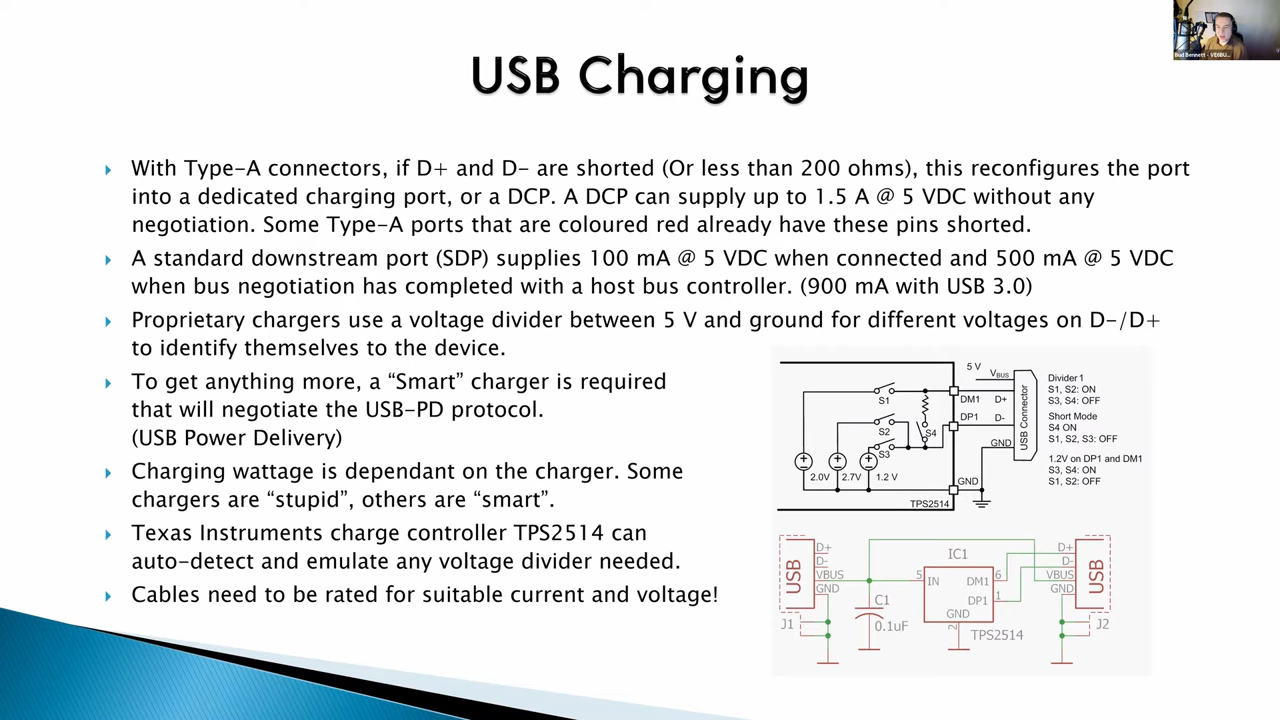 USB Charging
With Type-A connectors, if D+ and D- are shorted (Or less than 200 ohms), this reconfigures the port
into a dedicated charging port, or a DCP. A DCP can supply up to 1.5 A @ 5 VDC without any
negotiation. Some Type-A ports that are coloured red already have these pins shorted.
A standard downstream port (SDP) supplies 100 mA @ 5 VDC when connected and 500 mA @ 5 VDC
when bus negotiation has completed with a host bus controller. (900 mA with USB 3.0)
Proprietary chargers use a voltage divider between 5 V and ground for different voltages on D-/D+
to identify themselves to the device.
To get anything more, a “Smart” charger is required
that will negotiate the USB-PD protocol.
(USB Power Delivery)
Charging wattage is dependant on the charger. Some
chargers are “stupid”, others are “smart”.
Texas Instruments charge controller TPS2514 can
auto-detect and emulate any voltage divider needed.
Cables need to be rated for suitable current and voltage!
5 V
VBUS
S1
DM1
D+
S2
S4
DP1
D-
S3
GND
USB Connector
2.0V
2.7V
1.2 V
GND
TPS2514
Divider 1
S1, S2: ON
S3, S4: OFF
Short Mode
S4 ON
S1, S2, S3: OFF
1.2V on DP1 and DM1
S3, S4: ON
S1, S2: OFF
USB
D+
D-
VBUS
GND
J1
C1
0.1uF
IC1
5
IN
DM1
6
DP1
1
GND
2
TPS2514
D+
D-
VBUS
GND
USB
J2